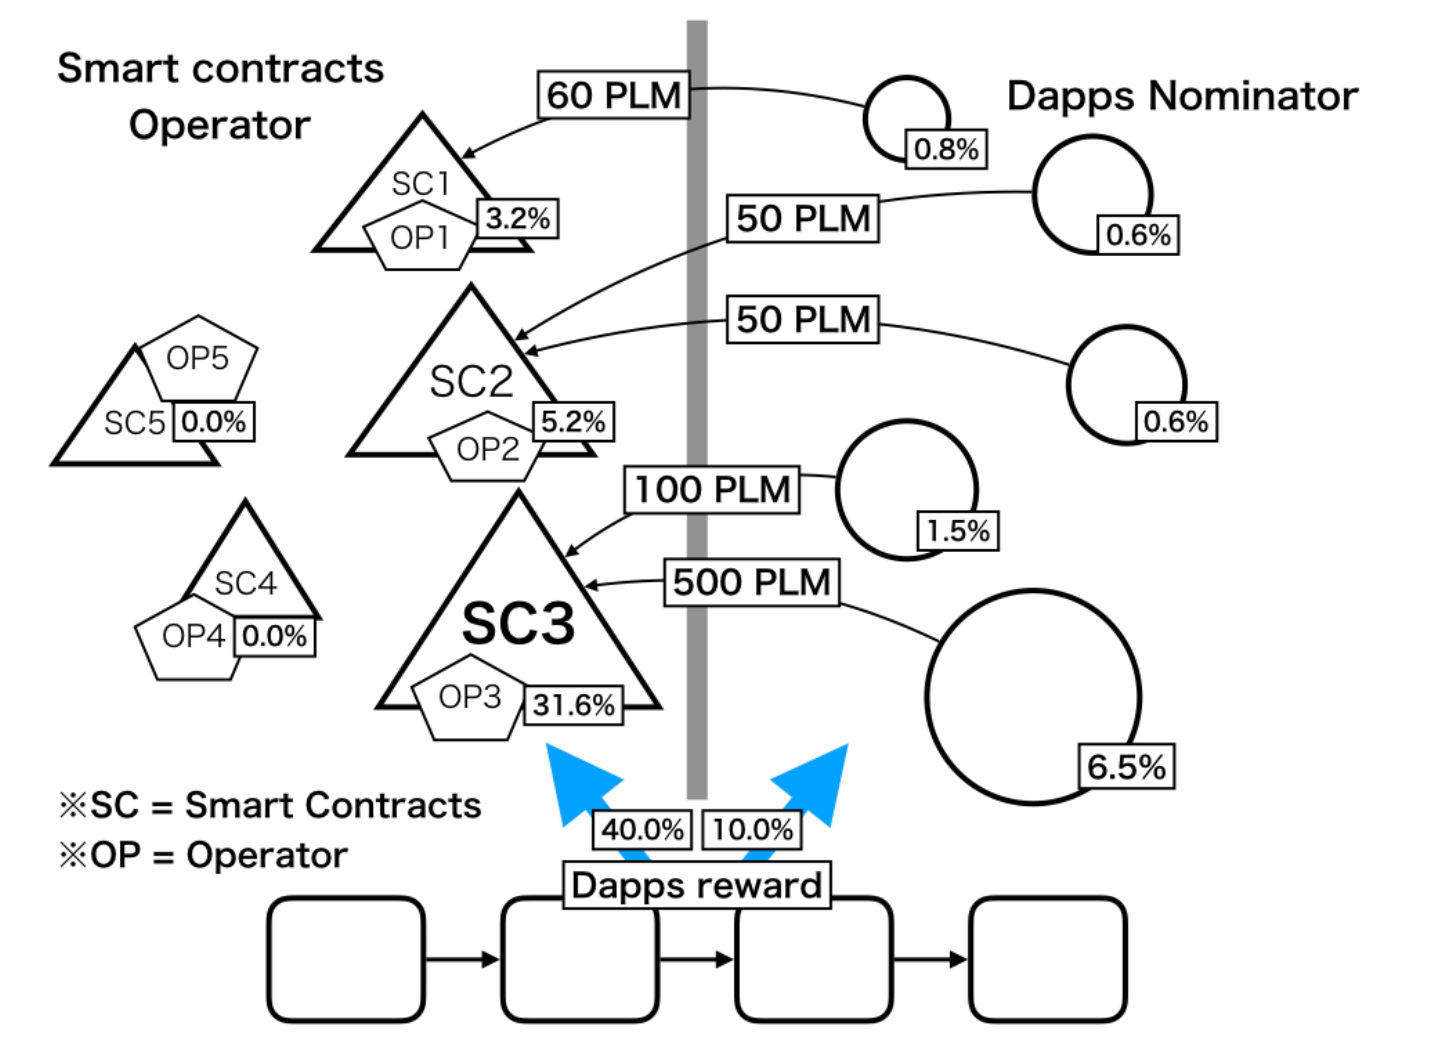 Smart contracts
Operator
Dapps Nominator
60 PLM
0.8%
SC1
OP1
3.2%
50 PLM
0.6%
50 PLM
0.6%
OP5
SC5
0.0%
SC2
OP2
5.2%
100 PLM
1.5%
500 PLM
6.5%
SC4
OP4
0.0%
SC3
OP3
31.6%
※SC = Smart Contracts
※OP = Operator
40.0%
10.0%
Dapps reward